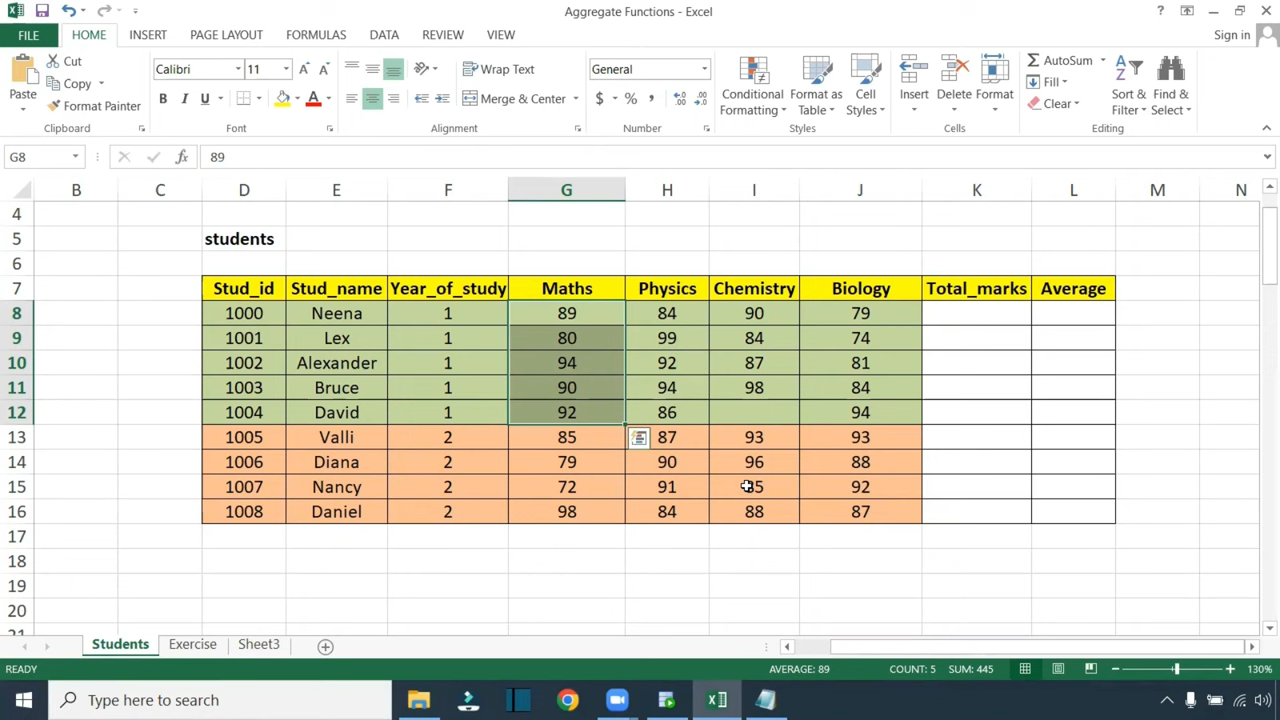 Aggregate Functions - Excel
?
FILE HOME INSERT PAGE LAYOUT FORMULAS DATA REVIEW VIEW Sign in
Paste
Cut
Copy
Format Painter
Clipboard
Calibri 11
B I U
Font
Wrap Text
Merge & Center
Alignment
General
$ % ,
Number
Conditional Formatting
Format as Table
Cell Styles
Styles
Insert Delete Format
Cells
AutoSum
Fill
Clear
Sort & Filter
Find & Select
Editing
G8 fx 89
B C D E F G H I J K L M N
4
5 students
6
7 Stud_id Stud_name Year_of_study Maths Physics Chemistry Biology Total_marks Average
8 1000 Neena 1 89 84 90 79
9 1001 Lex 1 80 99 84 74
10 1002 Alexander 1 94 92 87 81
11 1003 Bruce 1 90 94 98 84
12 1004 David 1 92 86 94
13 1005 Valli 2 85 87 93 93
14 1006 Diana 2 79 90 96 88
15 1007 Nancy 2 72 91 92
16 1008 Daniel 2 98 84 88 87
17
18
19
20
Students Exercise Sheet3
READY AVERAGE: 89 COUNT: 5 SUM: 445 130%
Type here to search